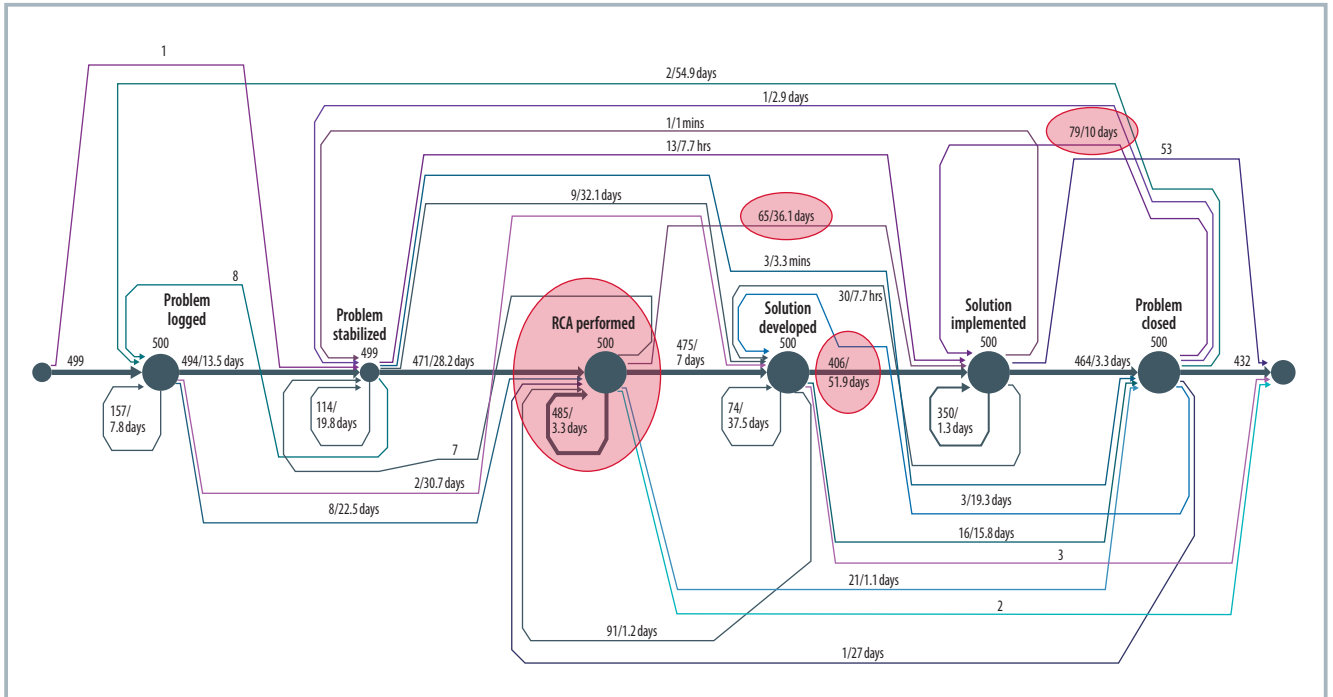 1
2/54.9 days
1/2.9 days
1/1 mins
79/10 days
13/7.7 hrs
53
9/32.1 days
65/36.1 days
3/3.3 mins
8
30/7.7 hrs
Problem
logged
Problem
stabilized
RCA performed
Solution
developed
Solution
implemented
Problem
closed
499
500
494/13.5 days
499
471/28.2 days
500
475/
7 days
500
406/
51.9 days
500
464/3.3 days
500
432
157/
7.8 days
114/
19.8 days
485/
3.3 days
74/
37.5 days
350/
1.3 days
7
2/30.7 days
8/22.5 days
3/19.3 days
16/15.8 days
3
21/1.1 days
2
91/1.2 days
1/27 days